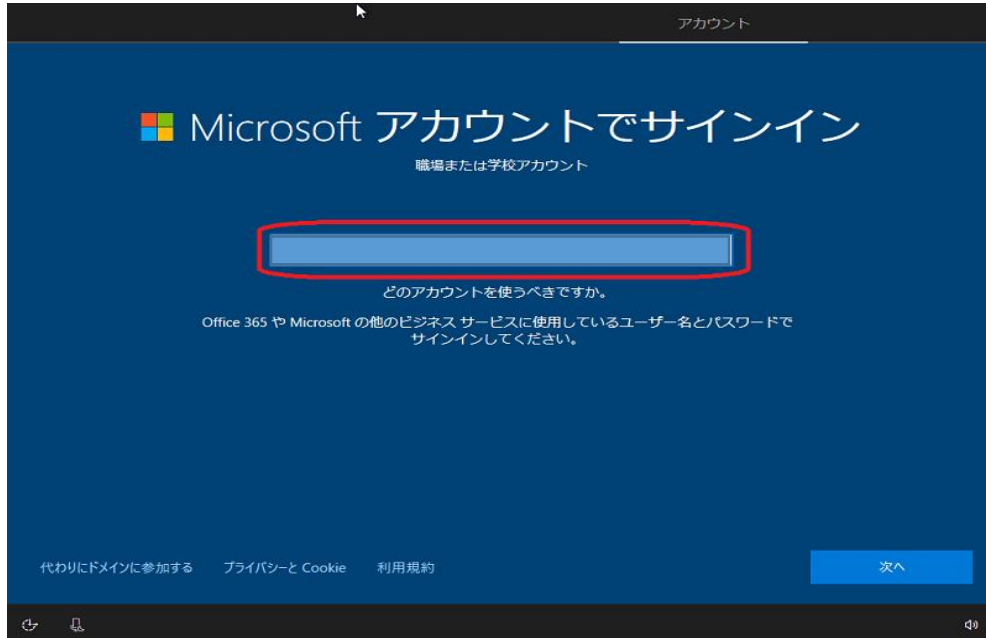 アカウント
Microsoft アカウントでサインイン
職場または学校アカウント
どのアカウントを使うべきですか。
Office 365 や Microsoft の他のビジネス サービスに使用しているユーザー名とパスワードで
サインインしてください。
代わりにドメインに参加する
プライバシーと Cookie
利用規約
次へ